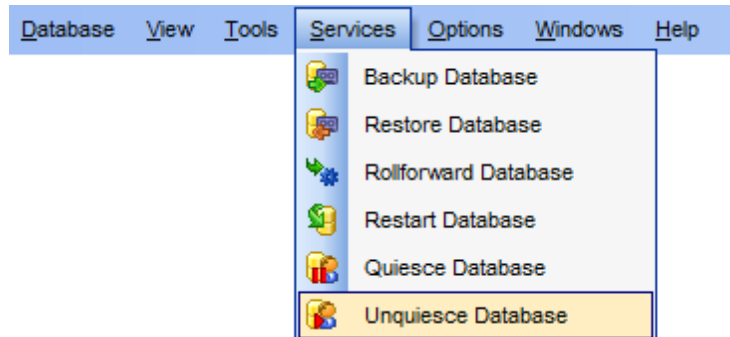 Database View Tools Services Options Windows Help
Backup Database
Restore Database
Rollforward Database
Restart Database
Quiesce Database
Unquiesce Database